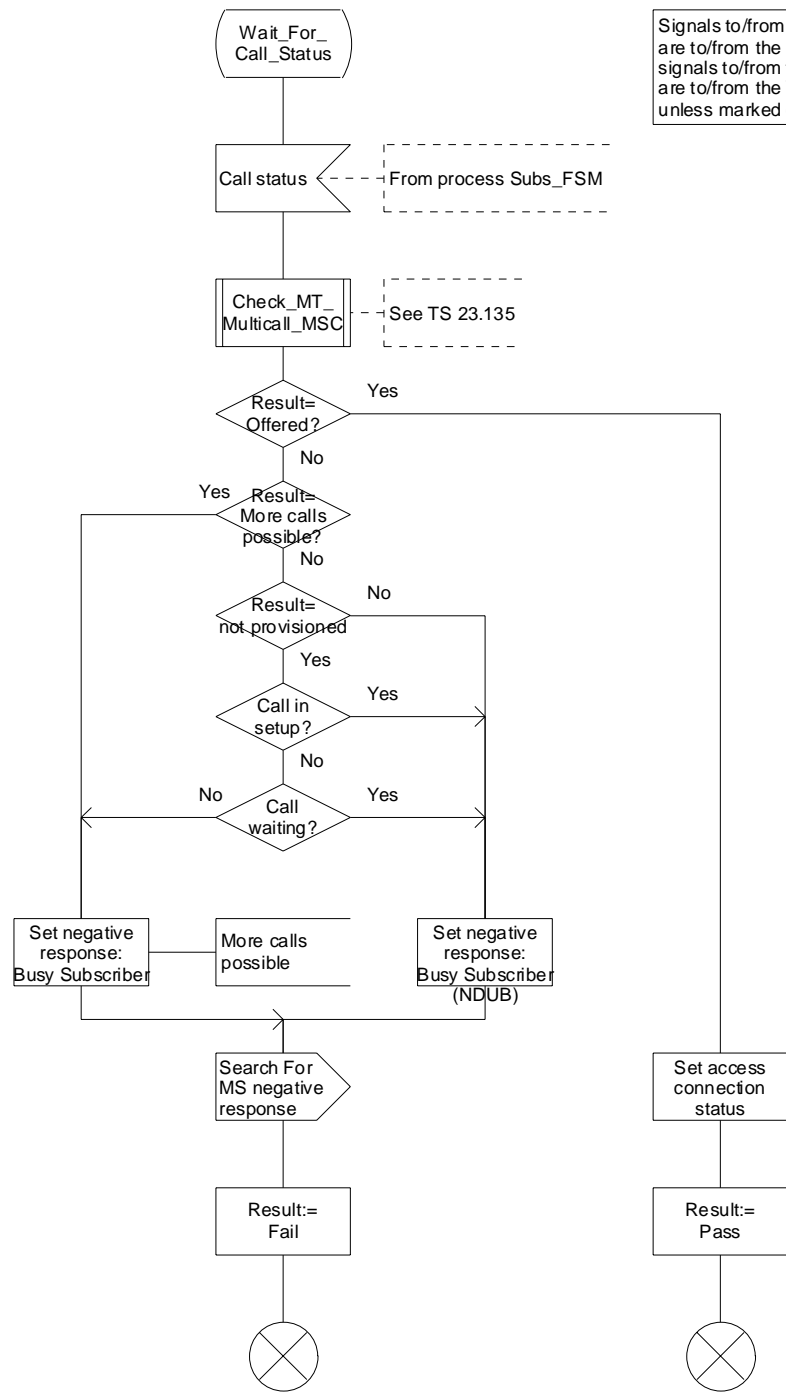 Wait_For_
Call_Status
Signals to/from
are to/from the
signals to/from
are to/from the
unless marked
Call status
From process Subs_FSM
Check_MT_
Multicall_MSC
See TS 23.135
Result=
Offered?
Yes
No
Yes
Result=
More calls
possible?
No
Result=
not provisioned
No
Yes
Call in
setup?
Yes
No
No
Call
waiting?
Yes
Set negative
response:
Busy Subscriber
More calls
possible
Set negative
response:
Busy Subscriber
(NDUB)
Search For
MS negative
response
Set access
connection
status
Result:=
Fail
Result:=
Pass